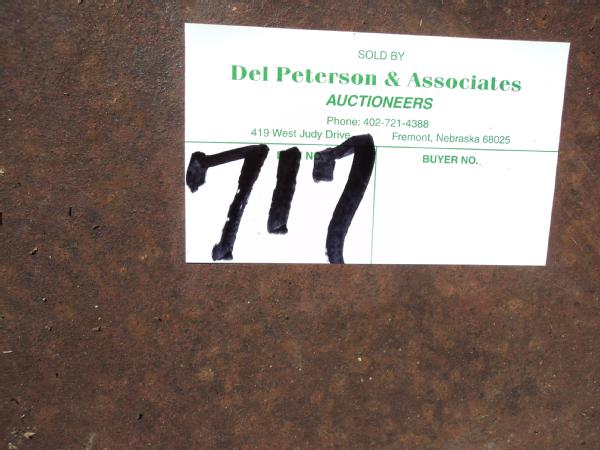 SOLD BY
Del Peterson & Associates
AUCTIONEERS
Phone: 402-721-4388
419 West Judy Drive Fremont, Nebraska 68025
NO. BUYER NO.
717